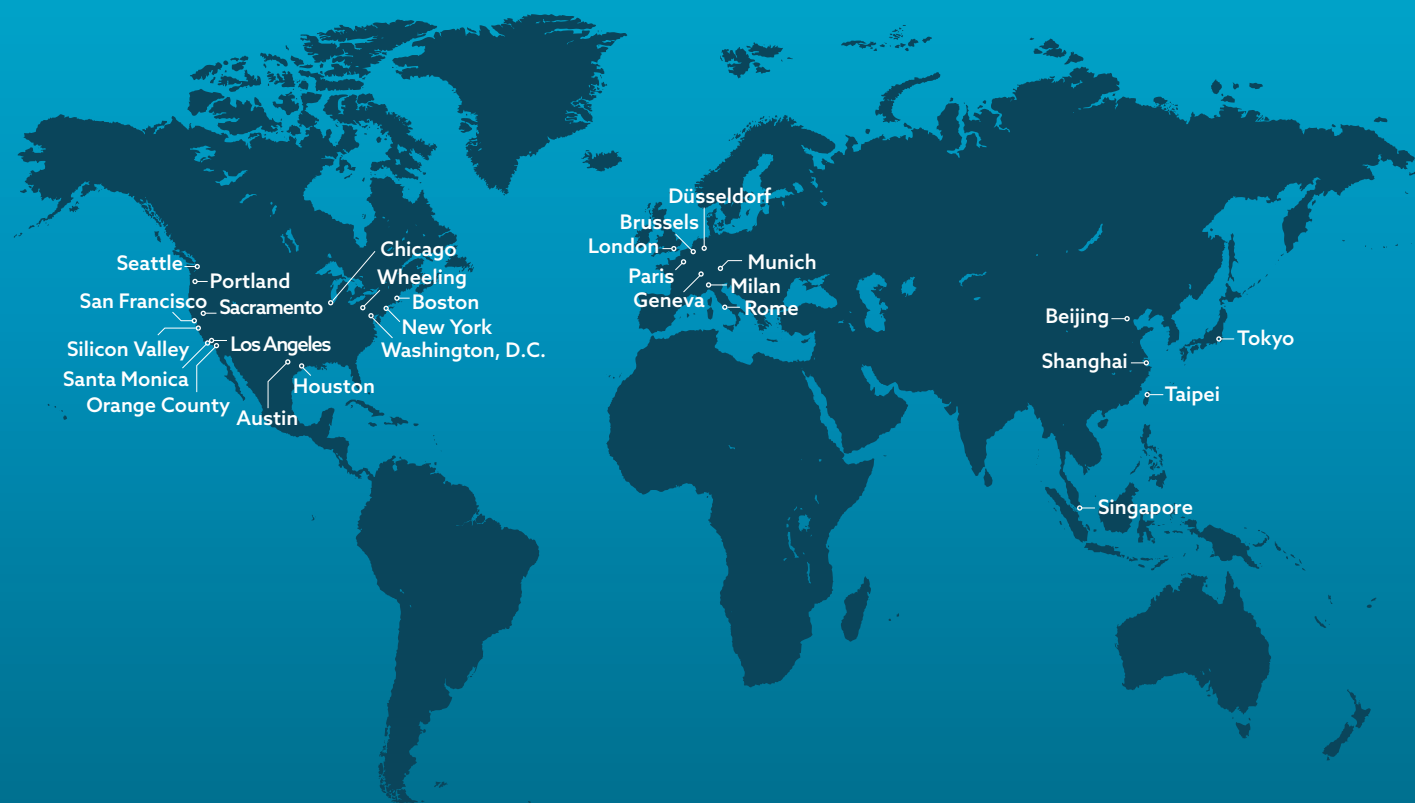 Seattle
Portland
San Francisco
Sacramento
Silicon Valley
Los Angeles
Santa Monica
Orange County
Austin
Houston
Chicago
Wheeling
Boston
New York
Washington, D.C.
Düsseldorf
Brussels
London
Paris
Geneva
Munich
Milan
Rome
Beijing
Shanghai
Tokyo
Taipei
Singapore